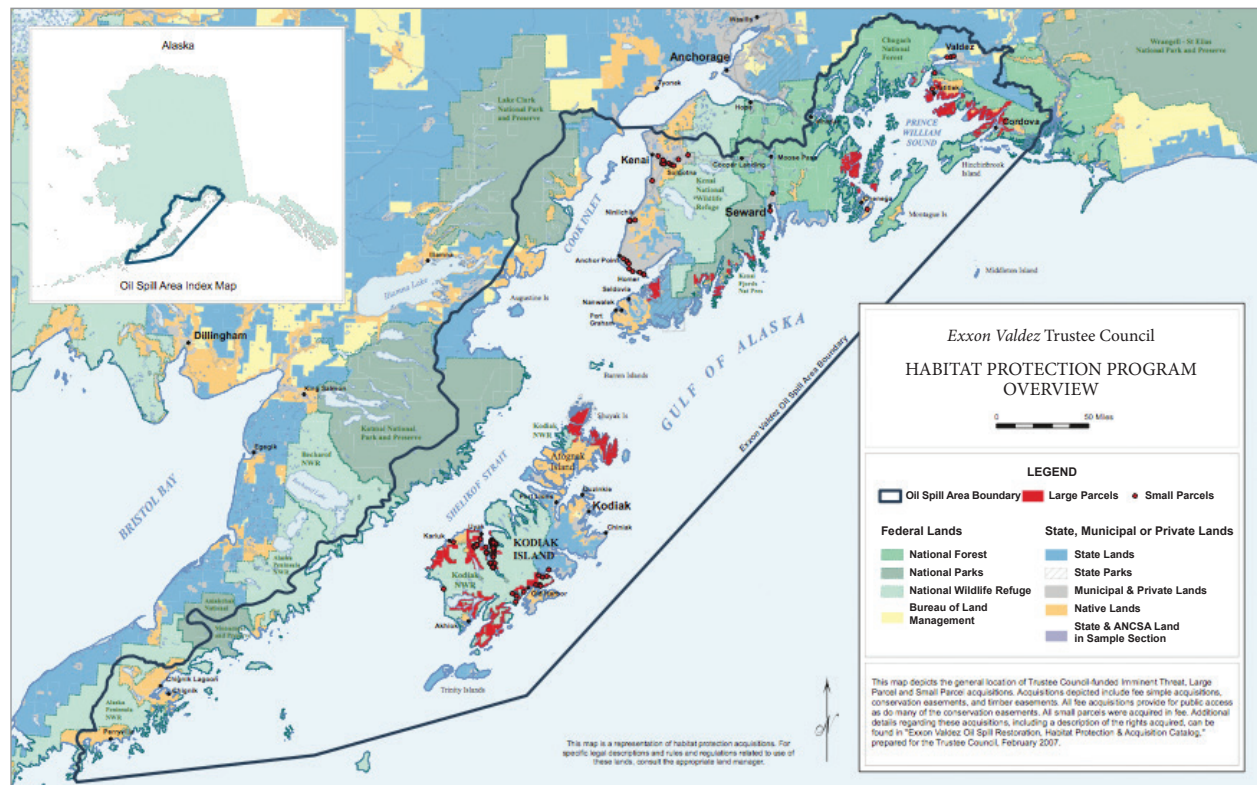 Alaska
Oil Spill Area Index Map
Wasilla
Anchorage
Tyonek
Hope
Chugach
National
Forest
Valdez
Tatitlek
Wrangell - St Elias
National Park and Preserve
Lake Clark
National Park
and Preserve
Whittier
Cordova
PRINCE
WILLIAM
SOUND
Hinchinbrook
Island
Kenai
Soldotna
Cooper Landing
Moose Pass
Kenai
National
Wildlife
Refuge
Chenega
Montague Is
Seward
COOK INLET
Ninilchik
Anchor Point
Homer
Seldovia
Nanwalek
Port
Graham
Kenai
Fjords
Nat Park
Middleton Island
Iliamna
Iliamna Lake
Augustine Is
Dillingham
King Salmon
Katmai National
Park and Preserve
Barren Islands
GULF OF ALASKA
Exxon Valdez Oil Spill Area Boundary
Shuyak Is
Kodiak
NWR
Afognak
Island
Egegik
Becharof
NWR
Becharof Lake
BRISTOL BAY
SHELIKOF STRAIT
Port Lions
Ouzinkie
Kodiak
Chiniak
Karluk
Uyak
KODIAK
ISLAND
Kodiak
NWR
Old Harbor
Akhiok
Trinity Islands
Alaska
Peninsula
NWR
Aniakchak
National
Monument
and Preserve
Chignik Lagoon
Chignik
Alaska
Peninsula
NWR
Perryville
Exxon Valdez Trustee Council
HABITAT PROTECTION PROGRAM
OVERVIEW
0 50 Miles
LEGEND
Oil Spill Area Boundary Large Parcels Small Parcels
Federal Lands
National Forest
National Parks
National Wildlife Refuge
Bureau of Land
Management
State, Municipal or Private Lands
State Lands
State Parks
Municipal & Private Lands
Native Lands
State & ANCSA Land
in Sample Section
This map depicts the general location of Trustee Council-funded Imminent Threat, Large
Parcel and Small Parcel acquisitions. Acquisitions depicted include fee simple acquisitions,
conservation easements, and timber easements. All fee acquisitions provide for public access
as do many of the conservation easements. All small parcels were acquired in fee. Additional
details regarding these acquisitions, including a description of the rights acquired, can be
found in "Exxon Valdez Oil Spill Restoration, Habitat Protection & Acquisition Catalog,"
prepared for the Trustee Council, February 2007.
This map is a representation of habitat protection acquisitions. For
specific legal descriptions and rules and regulations related to use of
these lands, consult the appropriate land manager.
N